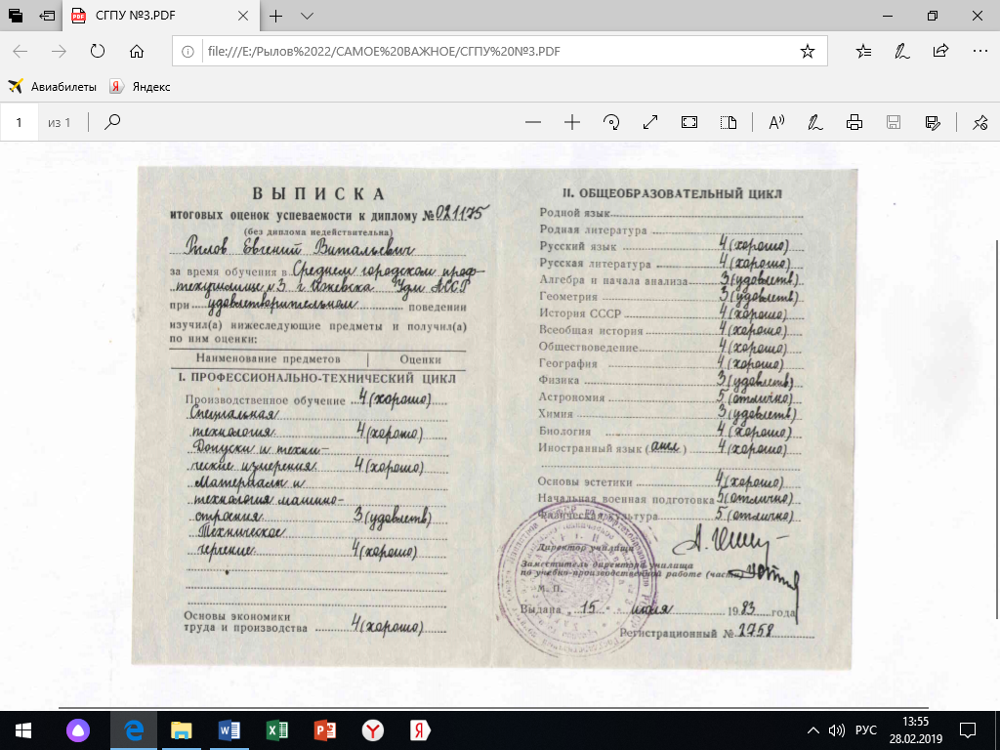 СГПУ №3.PDF
file:///E:/Рылов%2022/САМОЕ%20ВАЖНОЕ/СГПУ%20№3.PDF
Авиабилеты Яндекс
1 из 1
ВЫПИСКА
итоговых оценок успеваемости к диплому № 021175
(без диплома недействительна)
Рылов Евгений Витальевич
за время обучения в Среднем городском проф-
техучилище №3 г. Ижевска Удм АССР
при удовлетворительном поведении
изучил(а) нижеследующие предметы и получил(а)
по ним оценки:
Наименование предметов Оценки
I. ПРОФЕССИОНАЛЬНО-ТЕХНИЧЕСКИЙ ЦИКЛ
Производственное обучение 4 (хорошо)
Специальная
технология 4 (хорошо)
Допуски и техни-
ческие измерения 4 (хорошо)
Материалы и
технология машино-
строения 3 (удовлетв)
Техническое
черчение 4 (хорошо)
Основы экономики
труда и производства 4 (хорошо)
II. ОБЩЕОБРАЗОВАТЕЛЬНЫЙ ЦИКЛ
Родной язык
Родная литература
Русский язык 4 (хорошо)
Русская литература 4 (хорошо)
Алгебра и начала анализа 3 (удовлетв)
Геометрия 3 (удовлетв)
История СССР 4 (хорошо)
Всеобщая история 4 (хорошо)
Обществоведение 4 (хорошо)
География 4 (хорошо)
Физика 3 (удовлетв)
Астрономия 5 (отлично)
Химия 3 (удовлетв)
Биология 4 (хорошо)
Иностранный язык (англ) 4 (хорошо)
Основы эстетики 4 (хорошо)
Начальная военная подготовка 5 (отлично)
Физическая культура 5 (отлично)
Директор училища
Заместитель директора училища
по учебно-производственной работе (части)
М. П.
Выдана 15 июля 1983 года
Регистрационный № 2758
РУС
13:55
28.02.2019